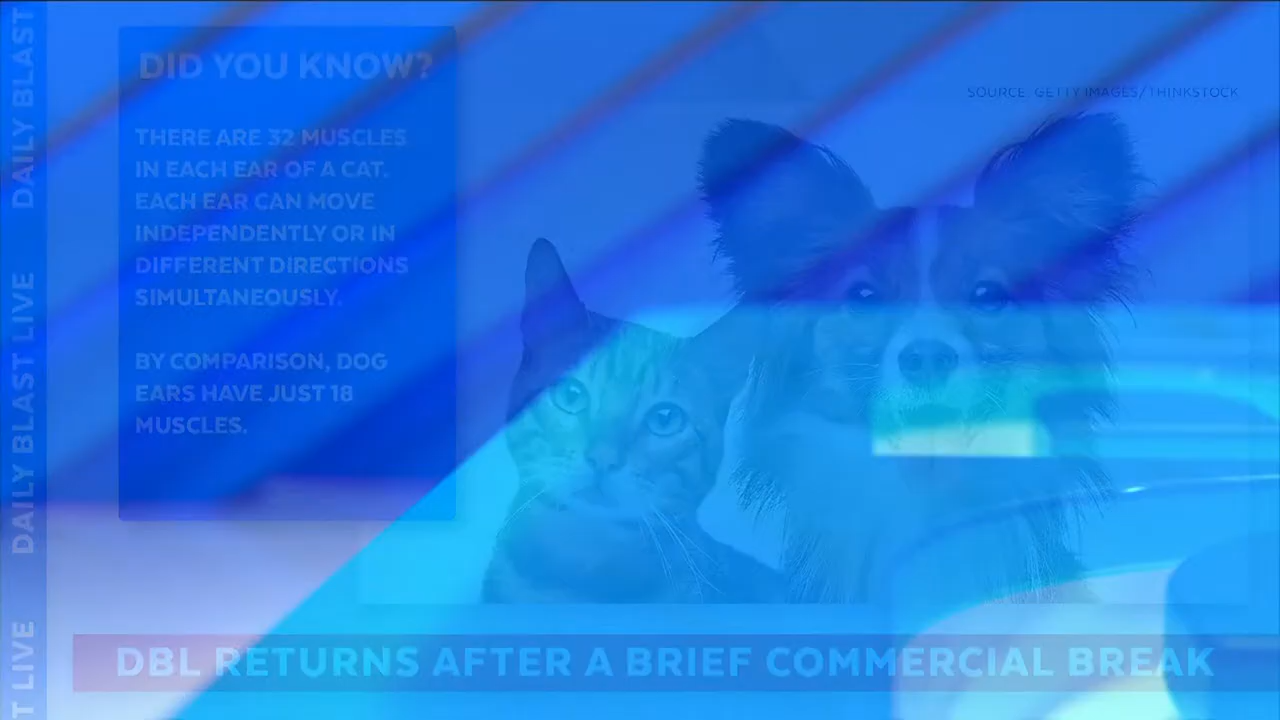 DAILY BLAST
DAILY BLAST LIVE
T LIVE
DID YOU KNOW?
THERE ARE 32 MUSCLES
IN EACH EAR OF A CAT.
EACH EAR CAN MOVE
INDEPENDENTLY OR IN
DIFFERENT DIRECTIONS
SIMULTANEOUSLY.
BY COMPARISON, DOG
EARS HAVE JUST 18
MUSCLES.
SOURCE: GETTY IMAGES/THINKSTOCK
DBL RETURNS AFTER A BRIEF COMMERCIAL BREAK